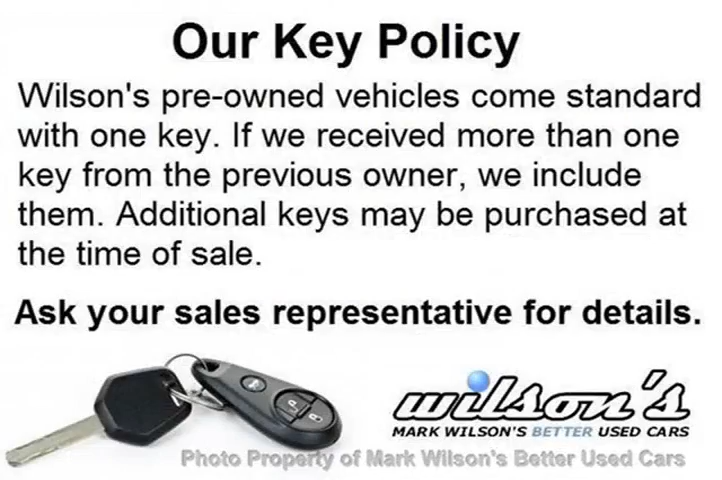 Our Key Policy
Wilson's pre-owned vehicles come standard
with one key. If we received more than one
key from the previous owner, we include
them. Additional keys may be purchased at
the time of sale.
Ask your sales representative for details.
wilson's
MARK WILSON'S BETTER USED CARS
Photo Property of Mark Wilson's Better Used Cars